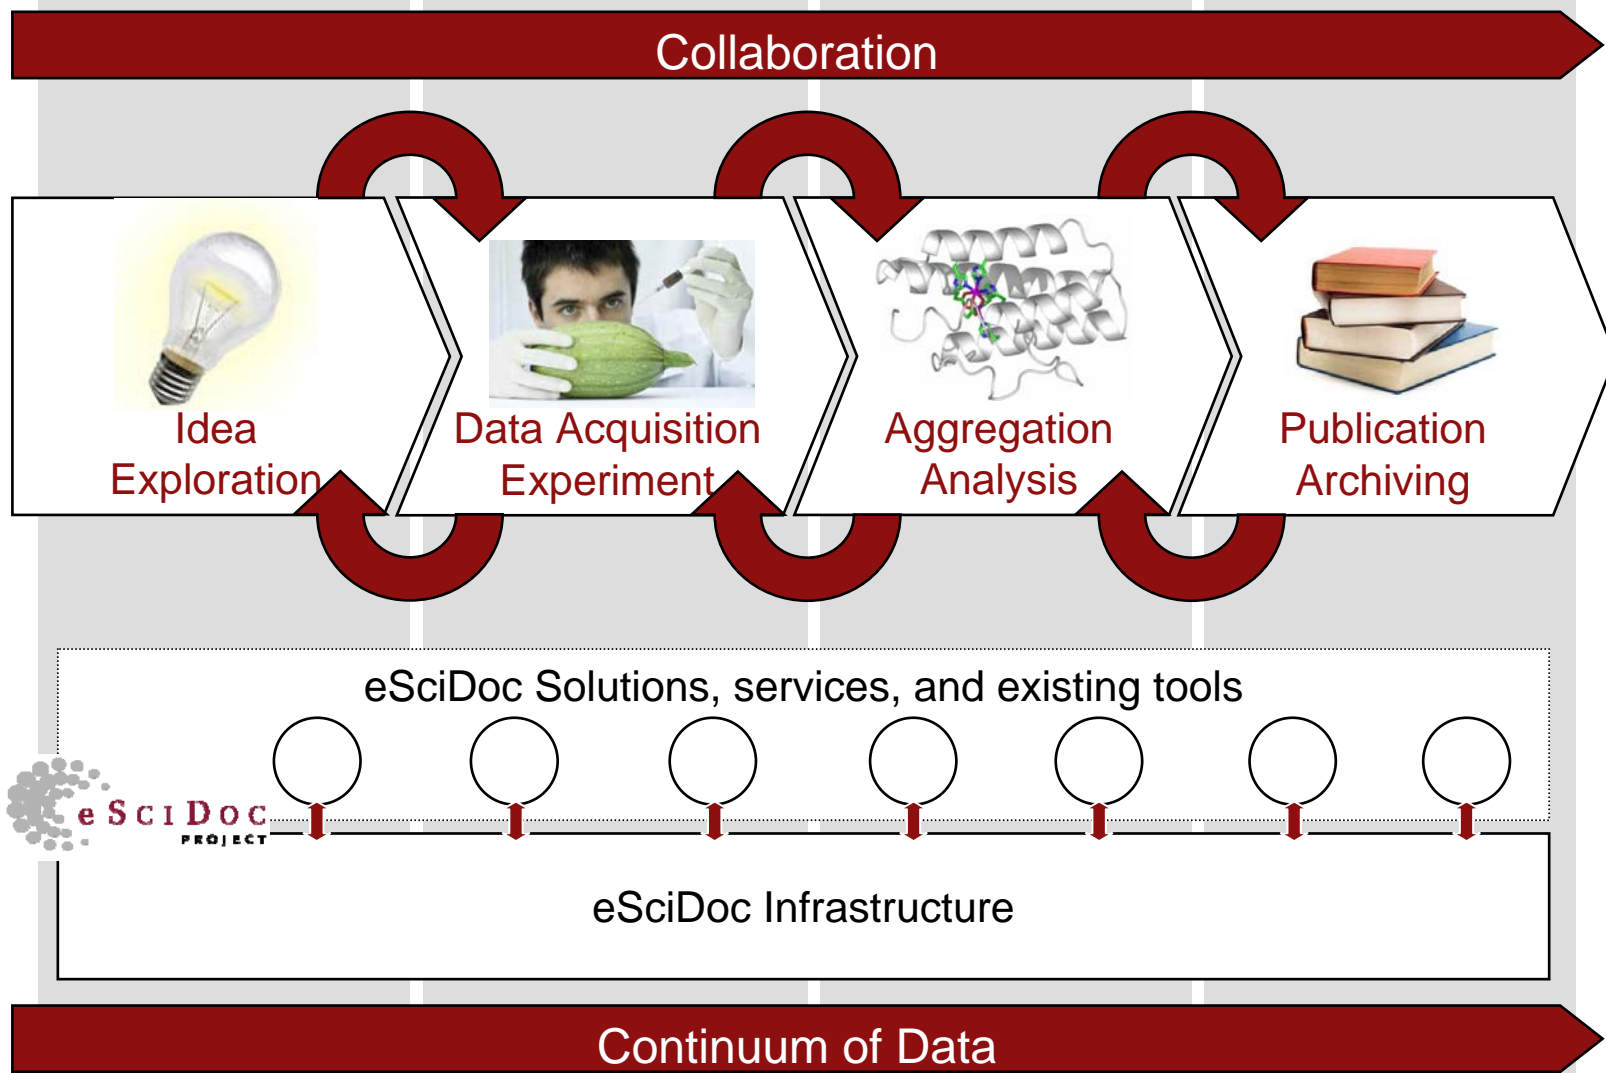 Collaboration
Idea
Exploration
Data Acquisition
Experiment
Aggregation
Analysis
Publication
Archiving
eSciDoc Solutions, services, and existing tools
eSciDoc
PROJECT
eSciDoc Infrastructure
Continuum of Data